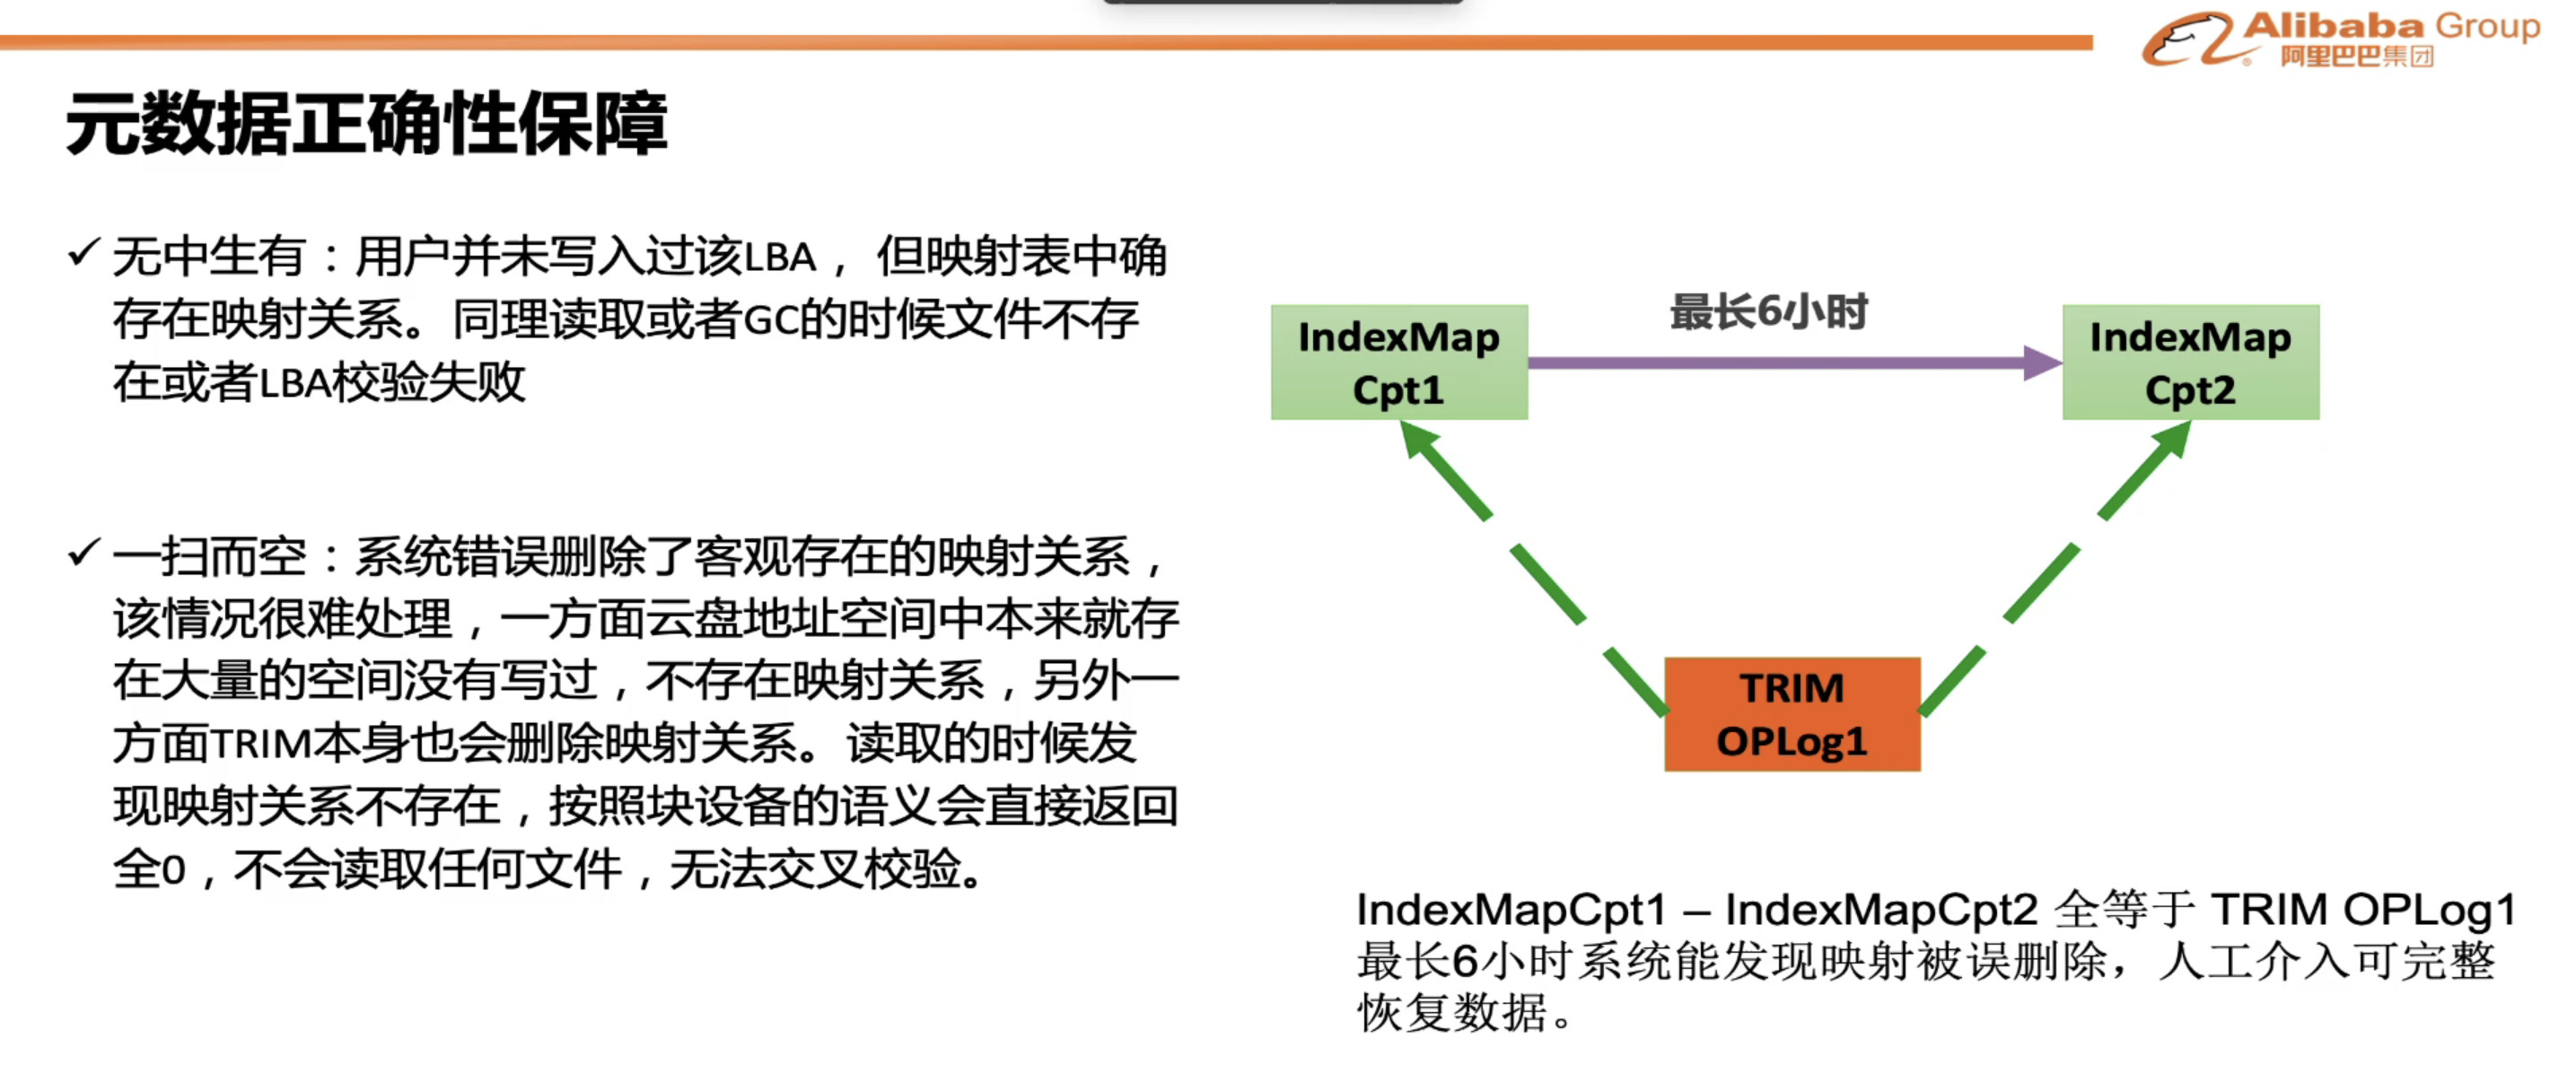 Alibaba Group
阿里巴巴集团
元数据正确性保障
✓ 无中生有：用户并未写入过该LBA， 但映射表中确
存在映射关系。同理读取或者GC的时候文件不存
在或者LBA校验失败
✓ 一扫而空：系统错误删除了客观存在的映射关系，
该情况很难处理，一方面云盘地址空间中本来就存
在大量的空间没有写过，不存在映射关系，另外一
方面TRIM本身也会删除映射关系。读取的时候发
现映射关系不存在，按照块设备的语义会直接返回
全0，不会读取任何文件，无法交叉校验。
IndexMap
Cpt1
最长6小时
IndexMap
Cpt2
TRIM
OPLog1
IndexMapCpt1 – IndexMapCpt2 全等于 TRIM OPLog1
最长6小时系统能发现映射被误删除，人工介入可完整
恢复数据。